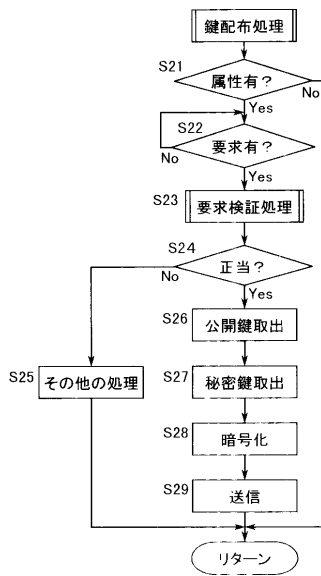 鍵配布処理
S21
属性有?
No
Yes
S22
要求有?
No
Yes
S23
要求検証処理
S24
正当?
No
Yes
S26
公開鍵取出
S25
その他の処理
S27
秘密鍵取出
S28
暗号化
S29
送信
リターン